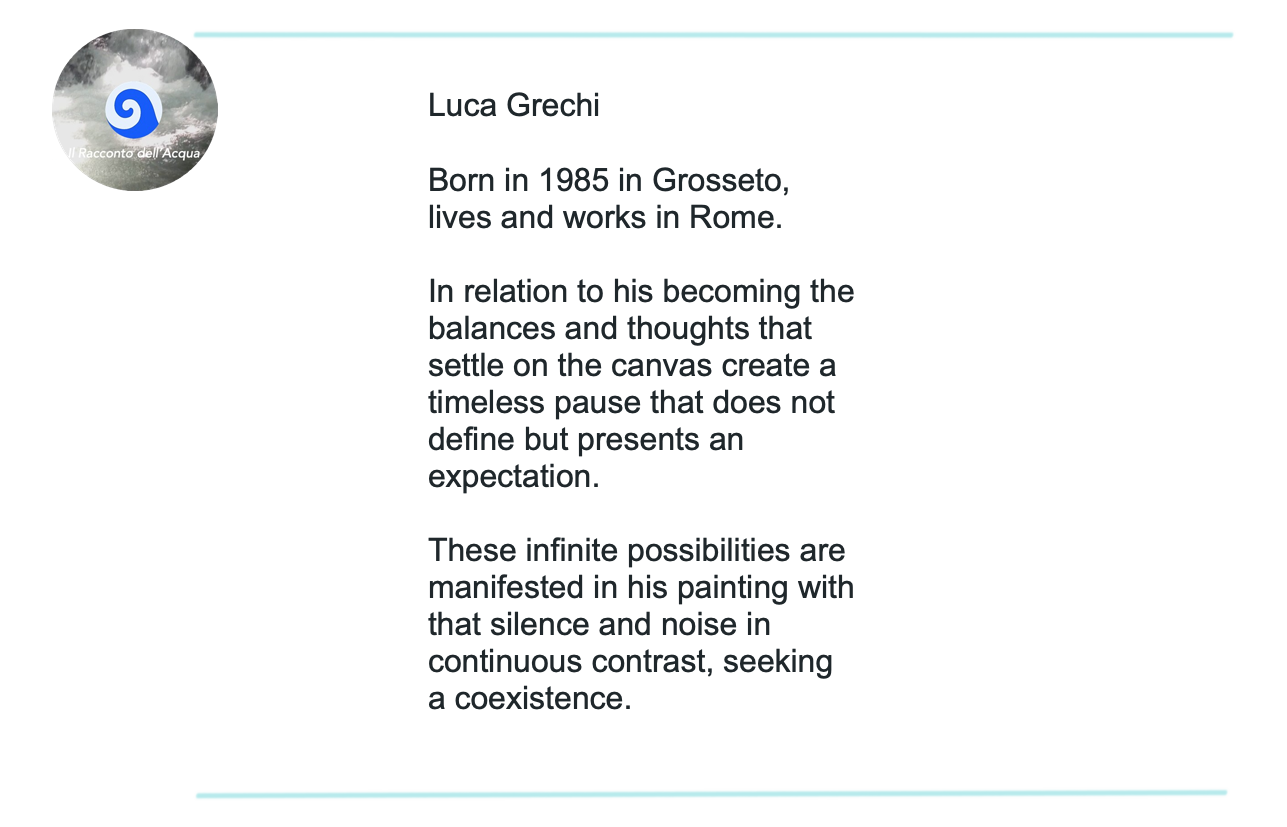 Il Racconto dell'Acqua
Luca Grechi
Born in 1985 in Grosseto,
lives and works in Rome.
In relation to his becoming the
balances and thoughts that
settle on the canvas create a
timeless pause that does not
define but presents an
expectation.
These infinite possibilities are
manifested in his painting with
that silence and noise in
continuous contrast, seeking
a coexistence.